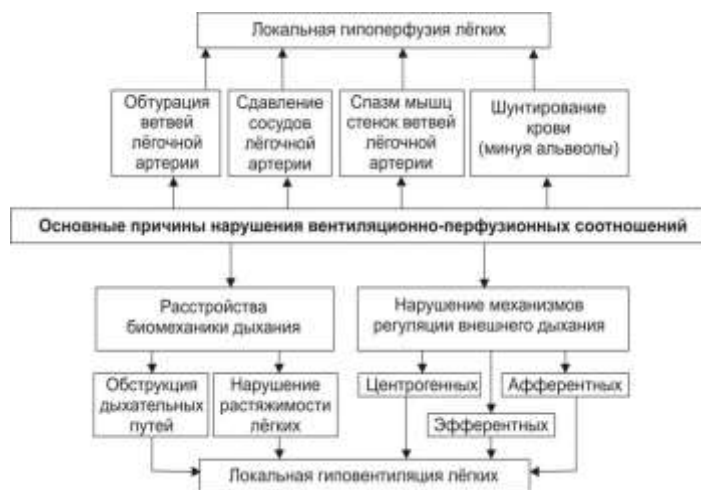 Локальная гипоперфузия лёгких
Обтурация
ветвей
лёгочной
артерии
Сдавление
сосудов
лёгочной
артерии
Спазм мышц
стенок ветвей
лёгочной
артерии
Шунтирование
крови
(минуя альвеолы)
Основные причины нарушения вентиляционно-перфузионных соотношений
Расстройства
биомеханики дыхания
Нарушение механизмов
регуляции внешнего дыхания
Обструкция
дыхательных
путей
Нарушение
растяжимости
лёгких
Центрогенных
Эфферентных
Афферентных
Локальная гиповентиляция лёгких